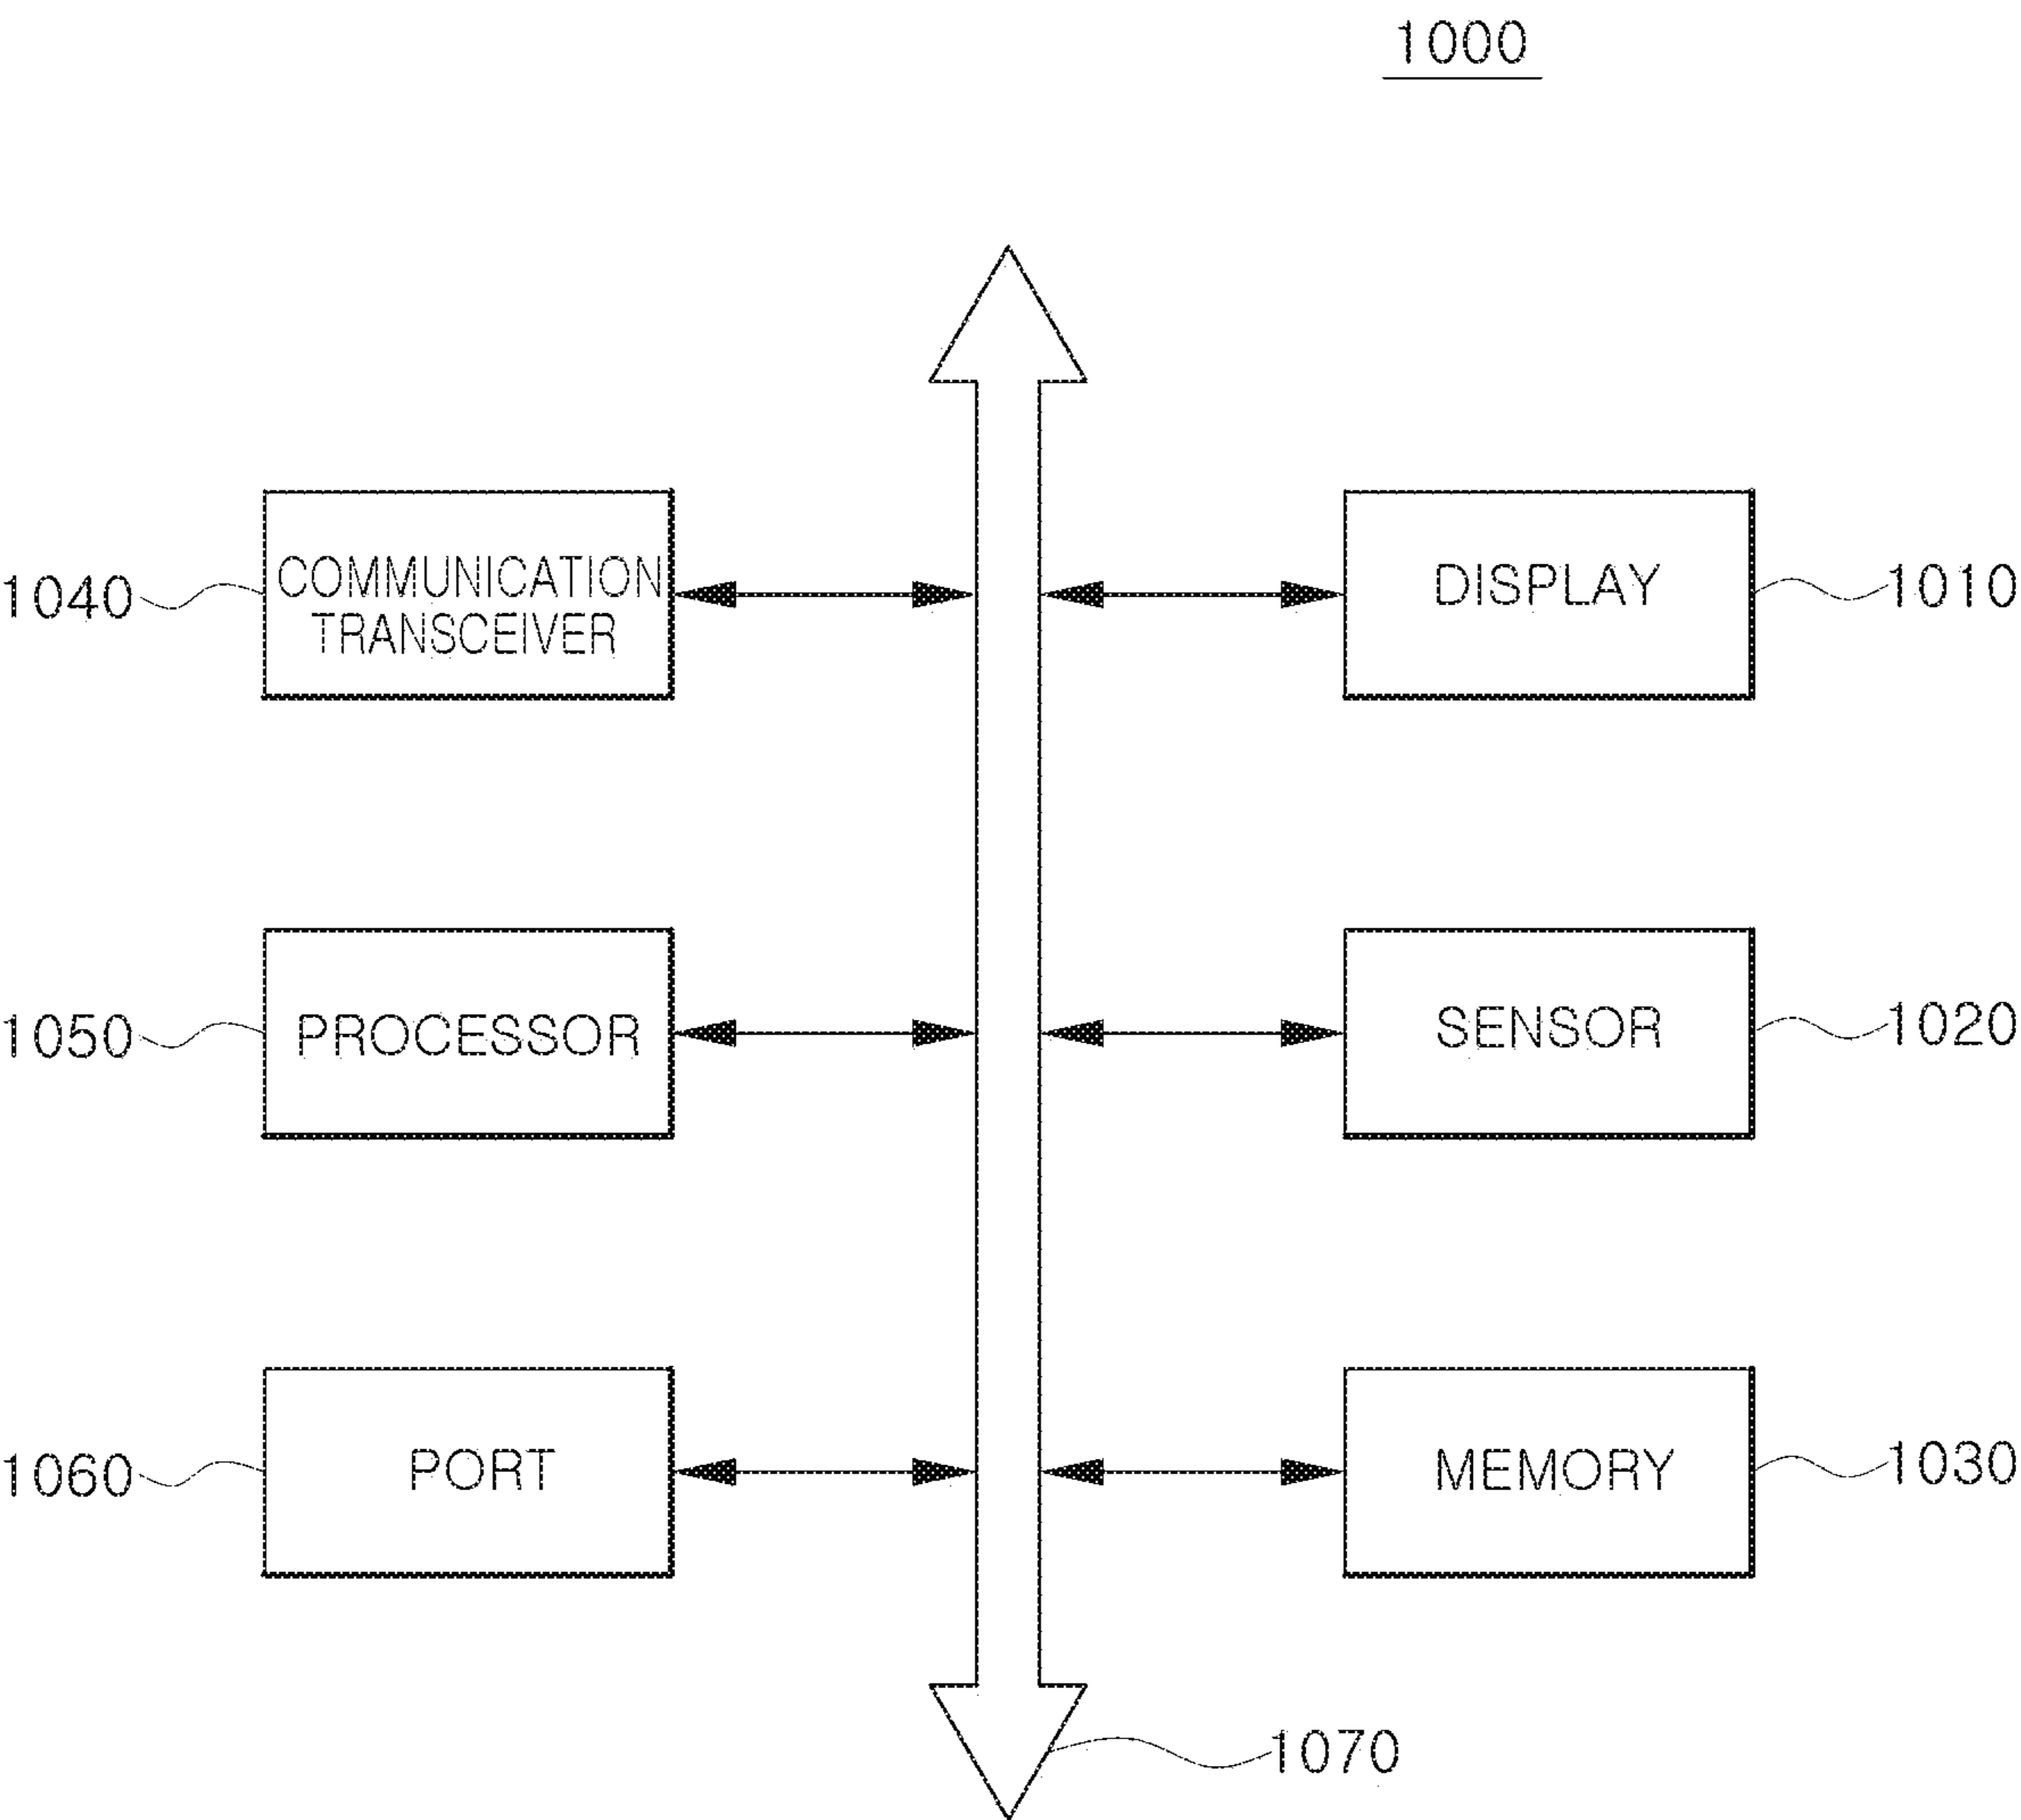 1000
COMMUNICATION
TRANSCEIVER
1040
DISPLAY
1010
PROCESSOR
1050
SENSOR
1020
PORT
1060
MEMORY
1030
1070